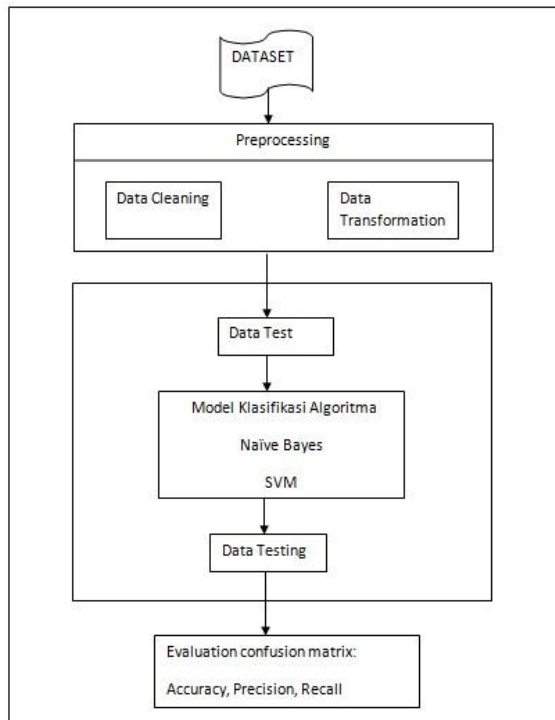 DATASET
Preprocessing
Data Cleaning
Data
Transformation
Data Test
Model Klasifikasi Algoritma
Naïve Bayes
SVM
Data Testing
Evaluation confusion matrix:
Accuracy, Precision, Recall